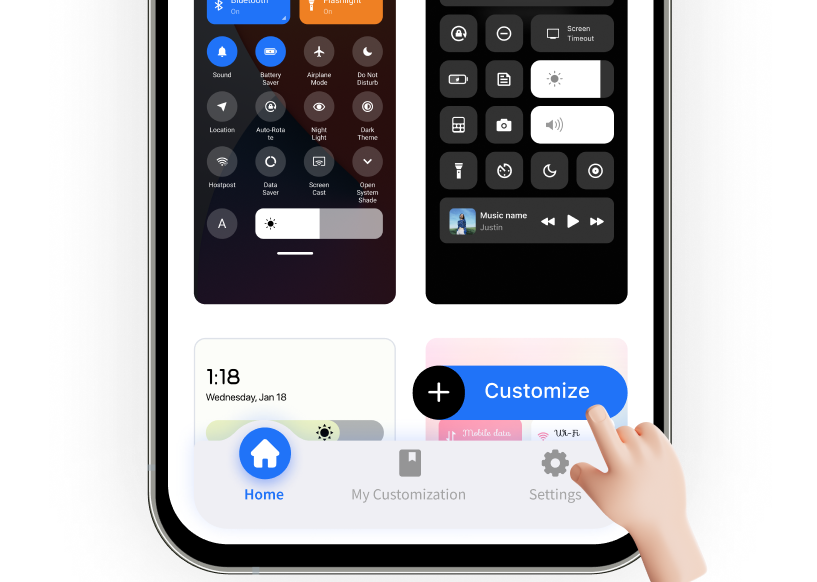 Bluetooth
On
Flashlight
On
Sound
Battery
Saver
Airplane
Mode
Do Not
Disturb
Location
Auto-Rota
te
Night
Light
Dark
Theme
Hostpost
Data
Saver
Screen
Cast
Open
System
Shade
A
Screen
Timeout
Music name
Justin
1:18
Wednesday, Jan 18
Customize
Mobile data
Wi-Fi
Home
My Customization
Settings